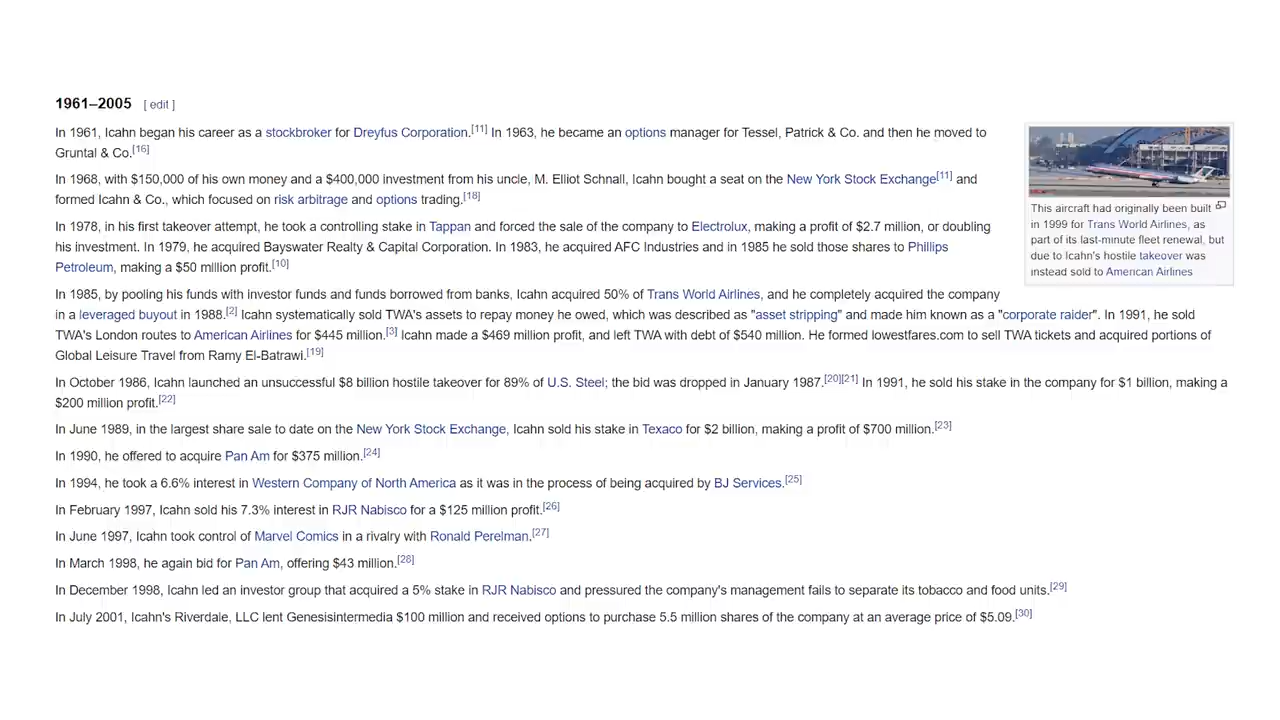 1961–2005 [ edit ]
In 1961, Icahn began his career as a stockbroker for Dreyfus Corporation.[11] In 1963, he became an options manager for Tessel, Patrick & Co. and then he moved to
Gruntal & Co.[16]
In 1968, with $150,000 of his own money and a $400,000 investment from his uncle, M. Elliot Schnall, Icahn bought a seat on the New York Stock Exchange[11] and
formed Icahn & Co., which focused on risk arbitrage and options trading.[18]
In 1978, in his first takeover attempt, he took a controlling stake in Tappan and forced the sale of the company to Electrolux, making a profit of $2.7 million, or doubling
his investment. In 1979, he acquired Bayswater Realty & Capital Corporation. In 1983, he acquired AFC Industries and in 1985 he sold those shares to Phillips
Petroleum, making a $50 million profit.[10]
In 1985, by pooling his funds with investor funds and funds borrowed from banks, Icahn acquired 50% of Trans World Airlines, and he completely acquired the company
in a leveraged buyout in 1988.[2] Icahn systematically sold TWA's assets to repay money he owed, which was described as "asset stripping" and made him known as a "corporate raider". In 1991, he sold
TWA's London routes to American Airlines for $445 million.[3] Icahn made a $469 million profit, and left TWA with debt of $540 million. He formed lowestfares.com to sell TWA tickets and acquired portions of
Global Leisure Travel from Ramy El-Batrawi.[19]
In October 1986, Icahn launched an unsuccessful $8 billion hostile takeover for 89% of U.S. Steel; the bid was dropped in January 1987.[20][21] In 1991, he sold his stake in the company for $1 billion, making a
$200 million profit.[22]
In June 1989, in the largest share sale to date on the New York Stock Exchange, Icahn sold his stake in Texaco for $2 billion, making a profit of $700 million.[23]
In 1990, he offered to acquire Pan Am for $375 million.[24]
In 1994, he took a 6.6% interest in Western Company of North America as it was in the process of being acquired by BJ Services.[25]
In February 1997, Icahn sold his 7.3% interest in RJR Nabisco for a $125 million profit.[26]
In June 1997, Icahn took control of Marvel Comics in a rivalry with Ronald Perelman.[27]
In March 1998, he again bid for Pan Am, offering $43 million.[28]
In December 1998, Icahn led an investor group that acquired a 5% stake in RJR Nabisco and pressured the company's management fails to separate its tobacco and food units.[29]
In July 2001, Icahn's Riverdale, LLC lent Genesisintermedia $100 million and received options to purchase 5.5 million shares of the company at an average price of $5.09.[30]
This aircraft had originally been built
in 1999 for Trans World Airlines, as
part of its last-minute fleet renewal, but
due to Icahn's hostile takeover was
instead sold to American Airlines